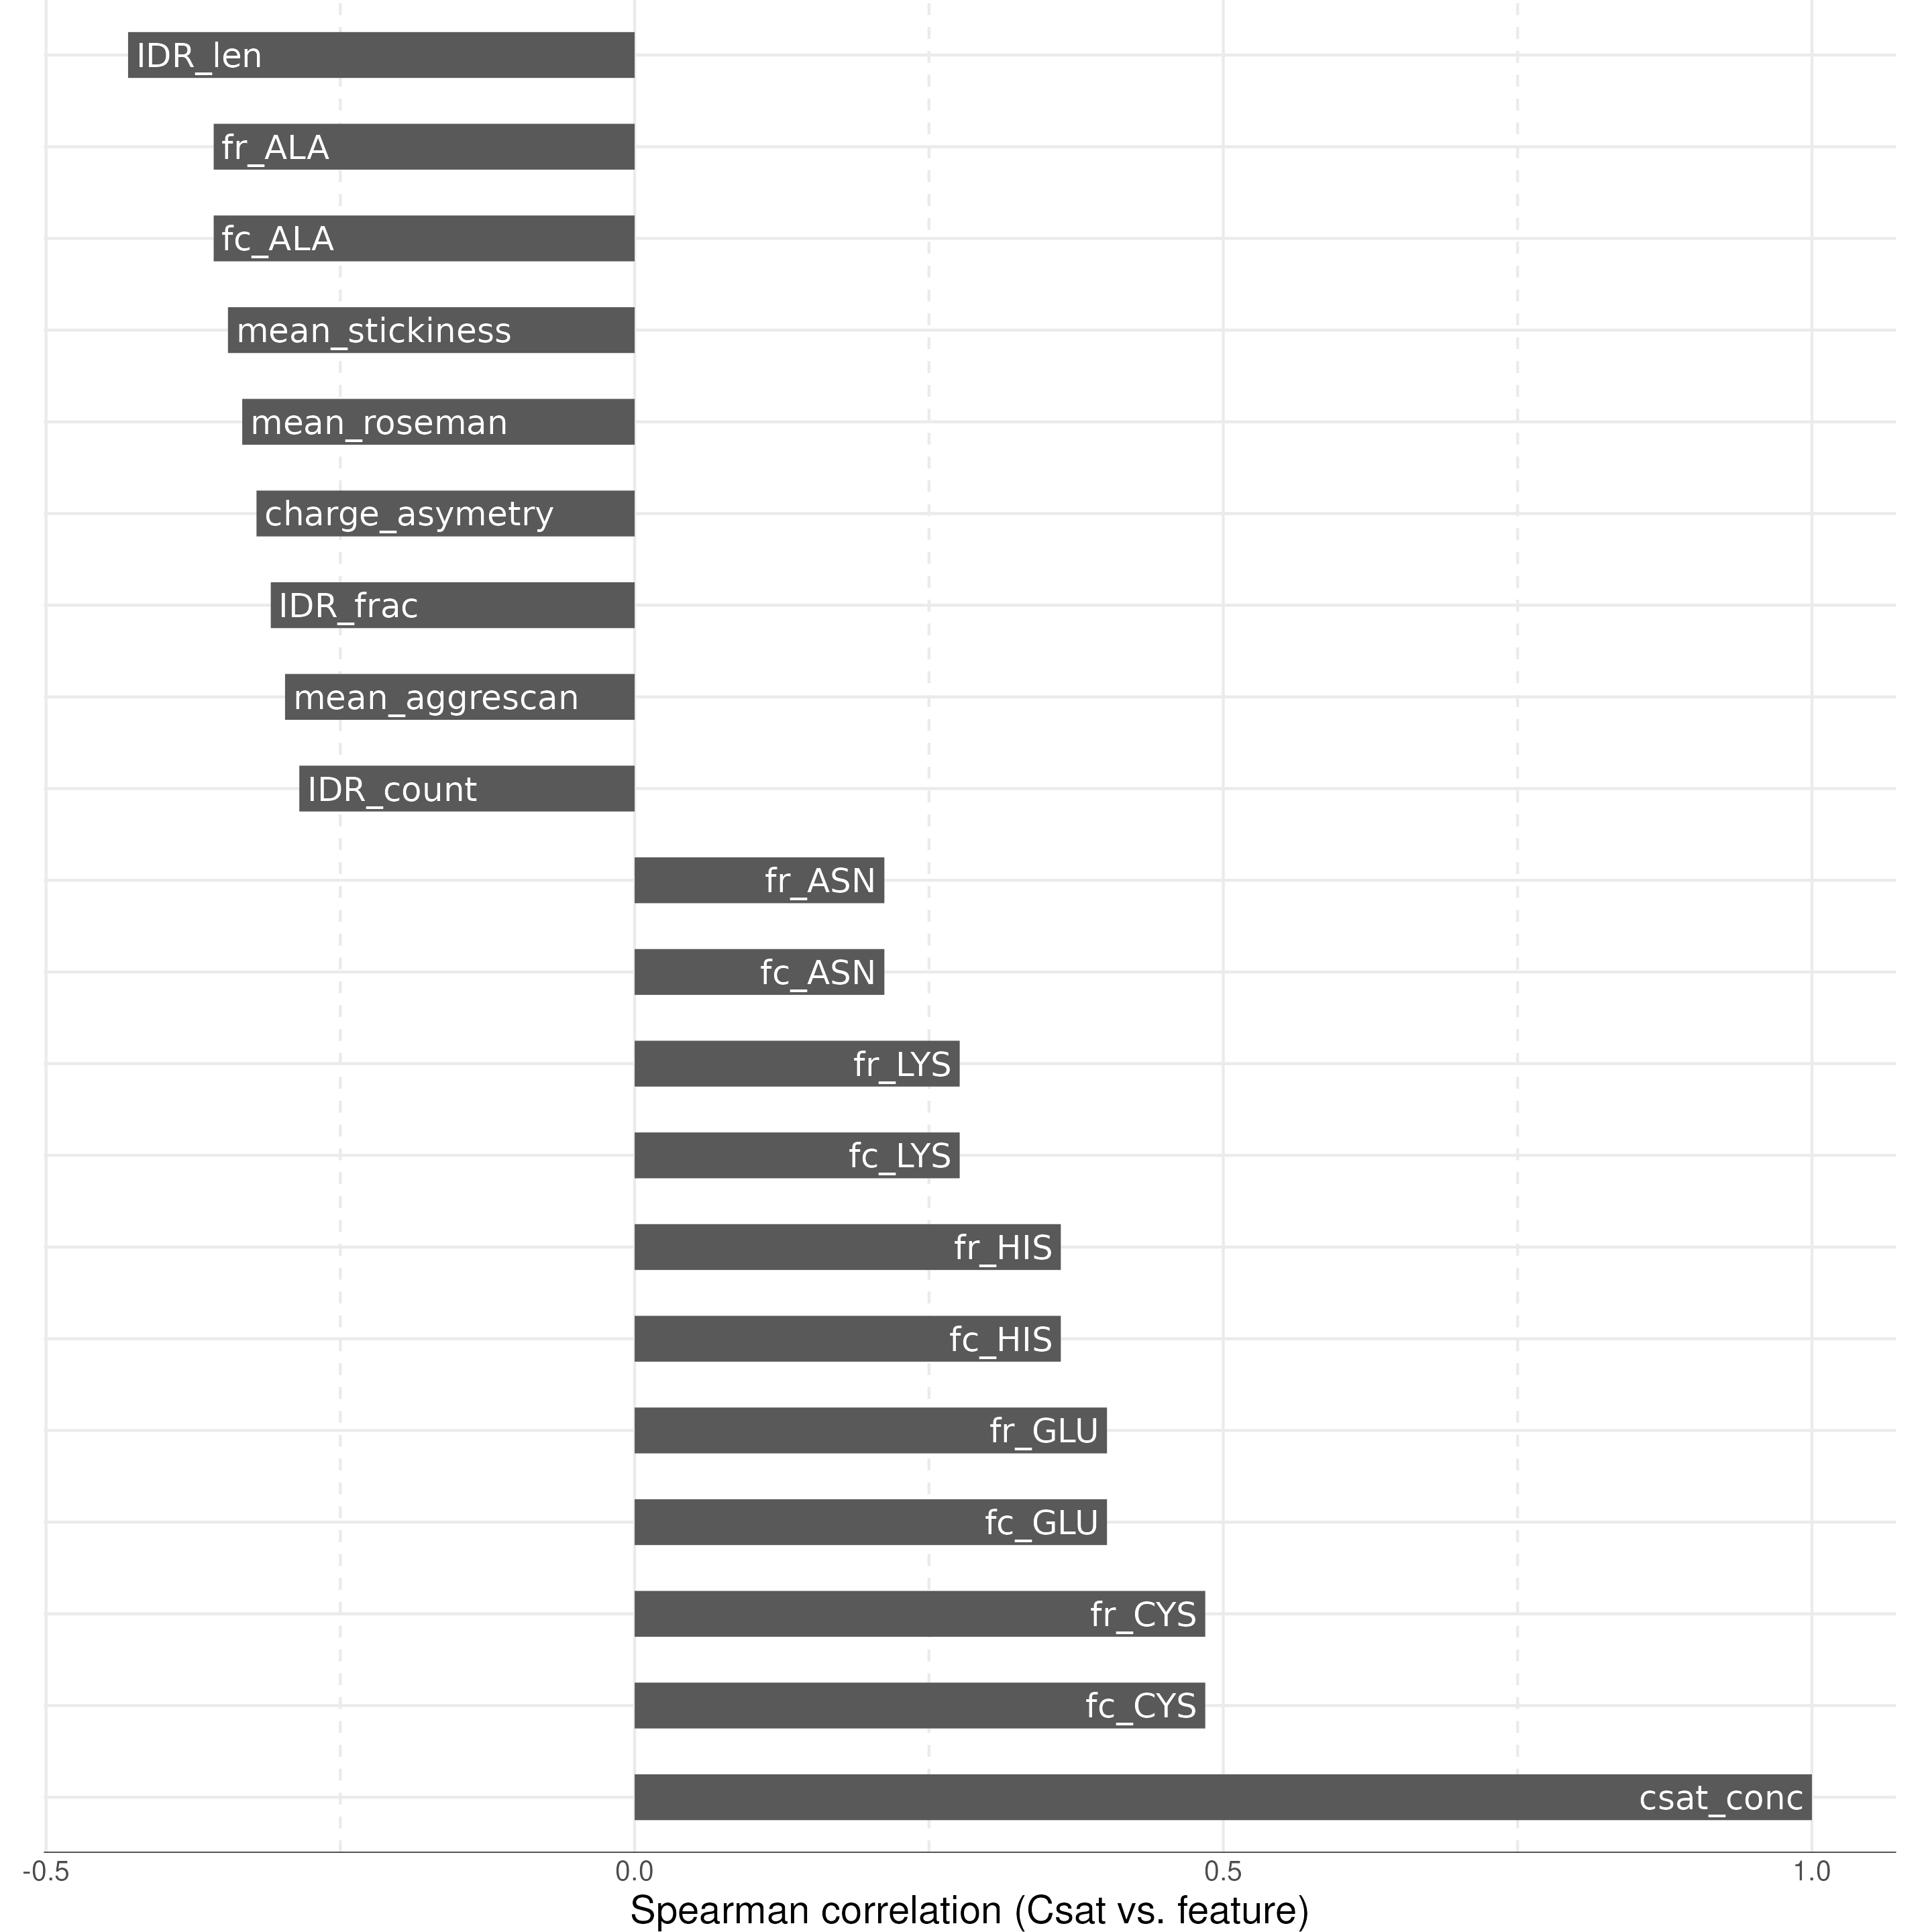 IDR_len
fr_ALA
fc_ALA
mean_stickiness
mean_roseman
charge_asymetry
IDR_frac
mean_aggrescan
IDR_count
fr_ASN
fc_ASN
fr_LYS
fc_LYS
fr_HIS
fc_HIS
fr_GLU
fc_GLU
fr_CYS
fc_CYS
csat_conc
-0.5 0.0 0.5 1.0
Spearman correlation (Csat vs. feature)